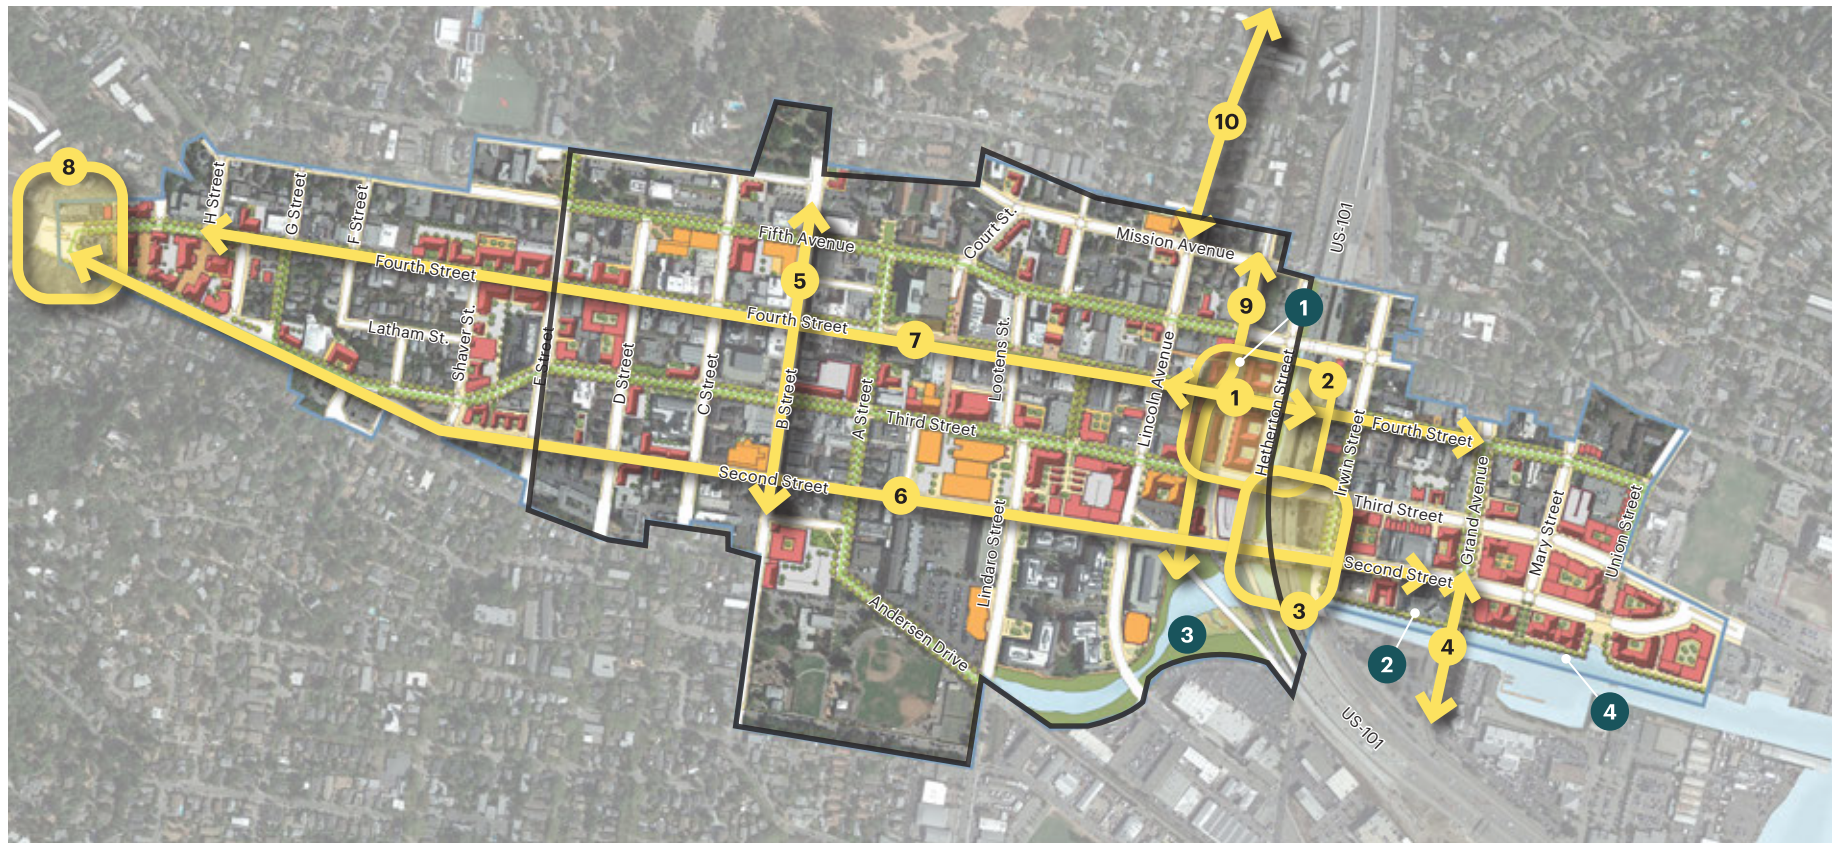 10
8
US-101
H Street
G Street
F Street
Court St.
Mission Avenue
Fifth Avenue
Fourth Street
5
9
1
Fourth Street
7
Latham St.
Shaver St.
E Street
D Street
C Street
B Street
A Street
Lootens St.
Lincoln Avenue
Hetherton Street
2
1
Irwin Street
Fourth Street
Third Street
Second Street
6
Third Street
Grand Avenue
Mary Street
Union Street
Lindaro Street
Second Street
Andersen Drive
3
3
2
4
4
US-101